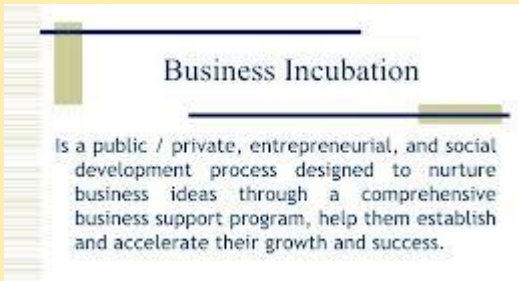 Business Incubation
Is a public / private, entrepreneurial, and social
development process designed to nurture
business ideas through a comprehensive
business support program, help them establish
and accelerate their growth and success.